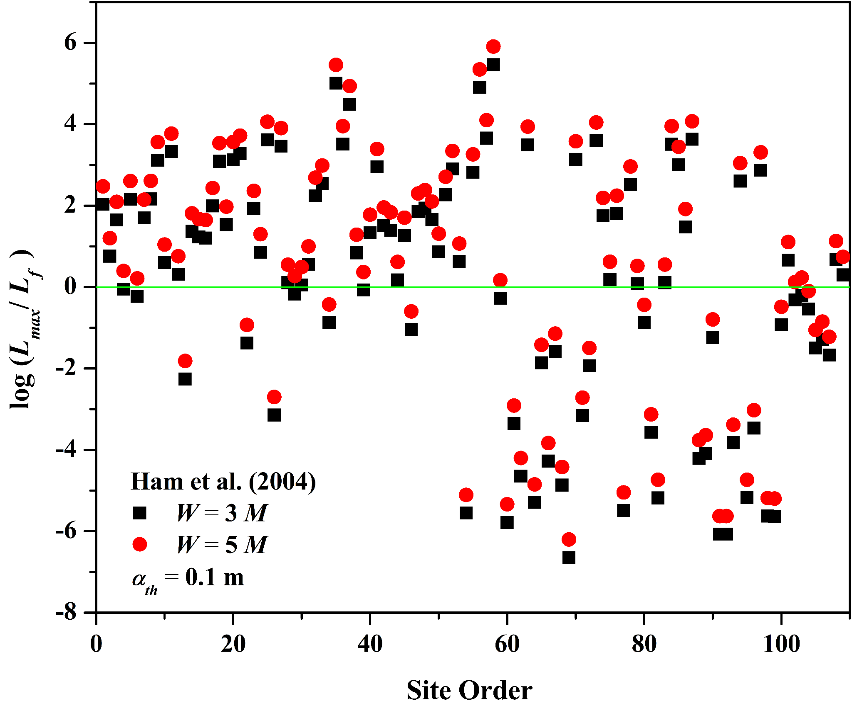 6
4
2
0
-2
-4
-6
-8
log (Lmax/ Lf )
Ham et al. (2004)
W = 3 M
W = 5 M
αth = 0.1 m
0 20 40 60 80 100
Site Order